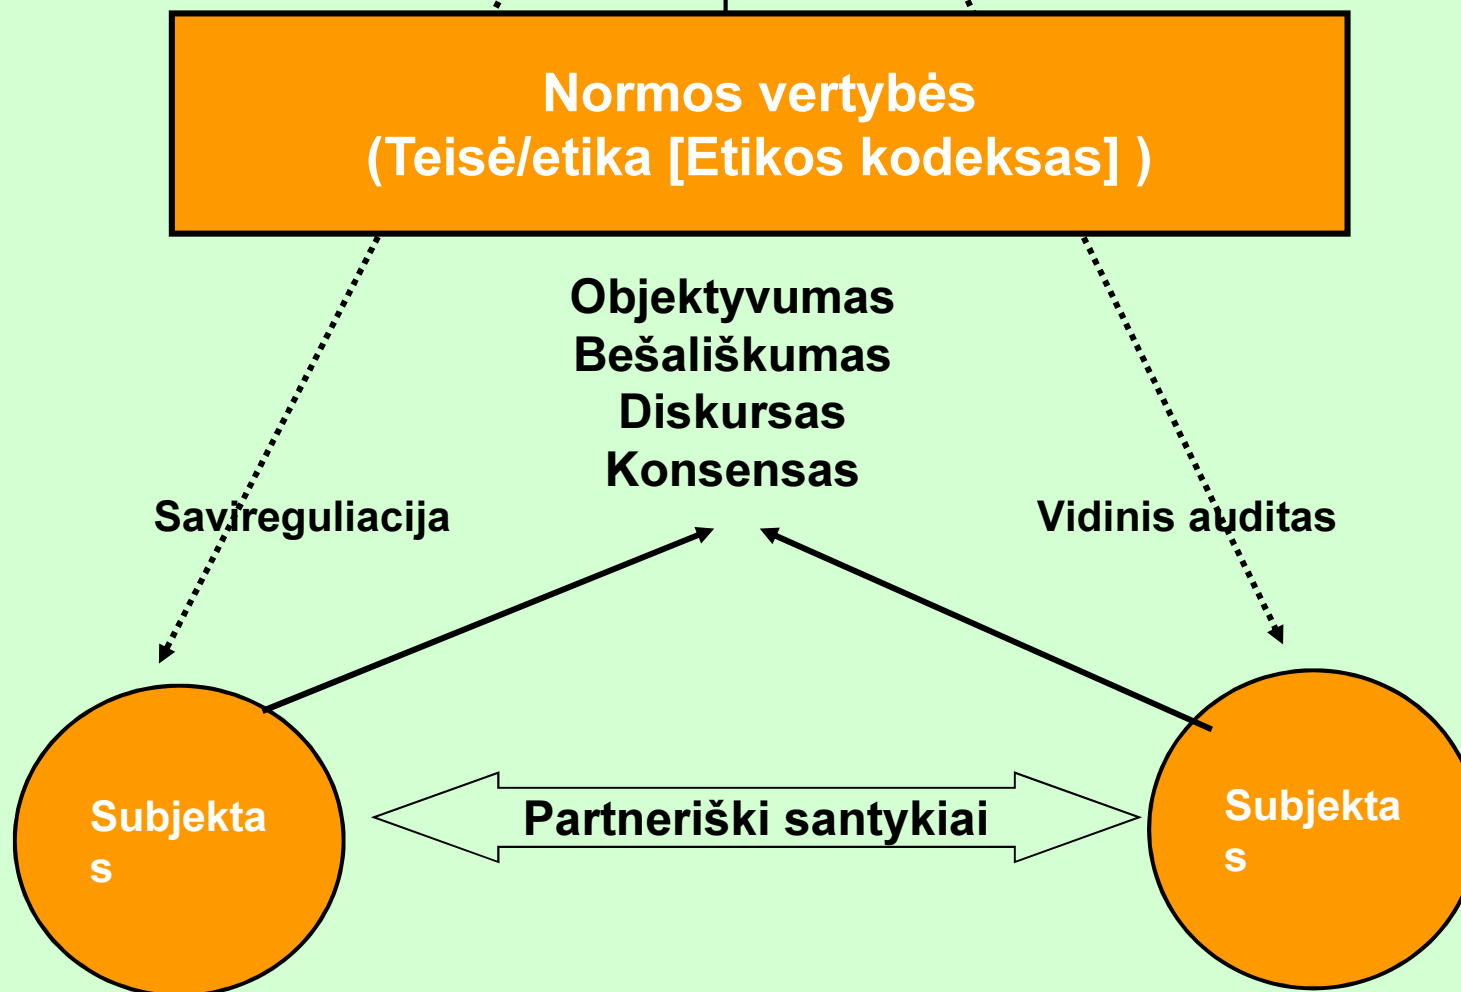 Normos vertybės
(Teisė/etika [Etikos kodeksas] )
Objektyvumas
Bešališkumas
Diskursas
Konsensas
Savireguliacija
Vidinis auditas
Subjekta
s
Partneriški santykiai
Subjekta
s